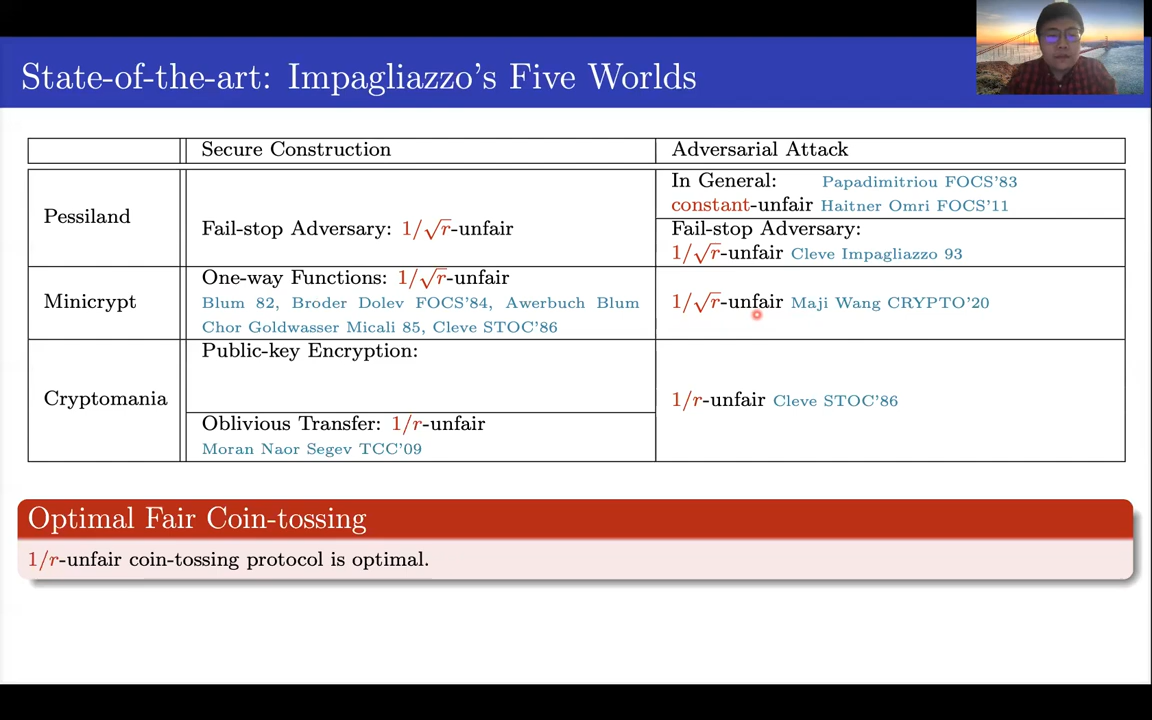 State-of-the-art: Impagliazzo's Five Worlds
Secure Construction
Adversarial Attack
Pessiland
Fail-stop Adversary: 1/√r-unfair
In General: Papadimitriou FOCS'83
constant-unfair Haitner Omri FOCS'11
Fail-stop Adversary:
1/√r-unfair Cleve Impagliazzo 93
Minicrypt
One-way Functions: 1/√r-unfair
Blum 82, Broder Dolev FOCS'84, Awerbuch Blum
Chor Goldwasser Micali 85, Cleve STOC'86
1/√r-unfair Maji Wang CRYPTO'20
Cryptomania
Public-key Encryption:
Oblivious Transfer: 1/r-unfair
Moran Naor Segev TCC'09
1/r-unfair Cleve STOC'86
Optimal Fair Coin-tossing
1/r-unfair coin-tossing protocol is optimal.